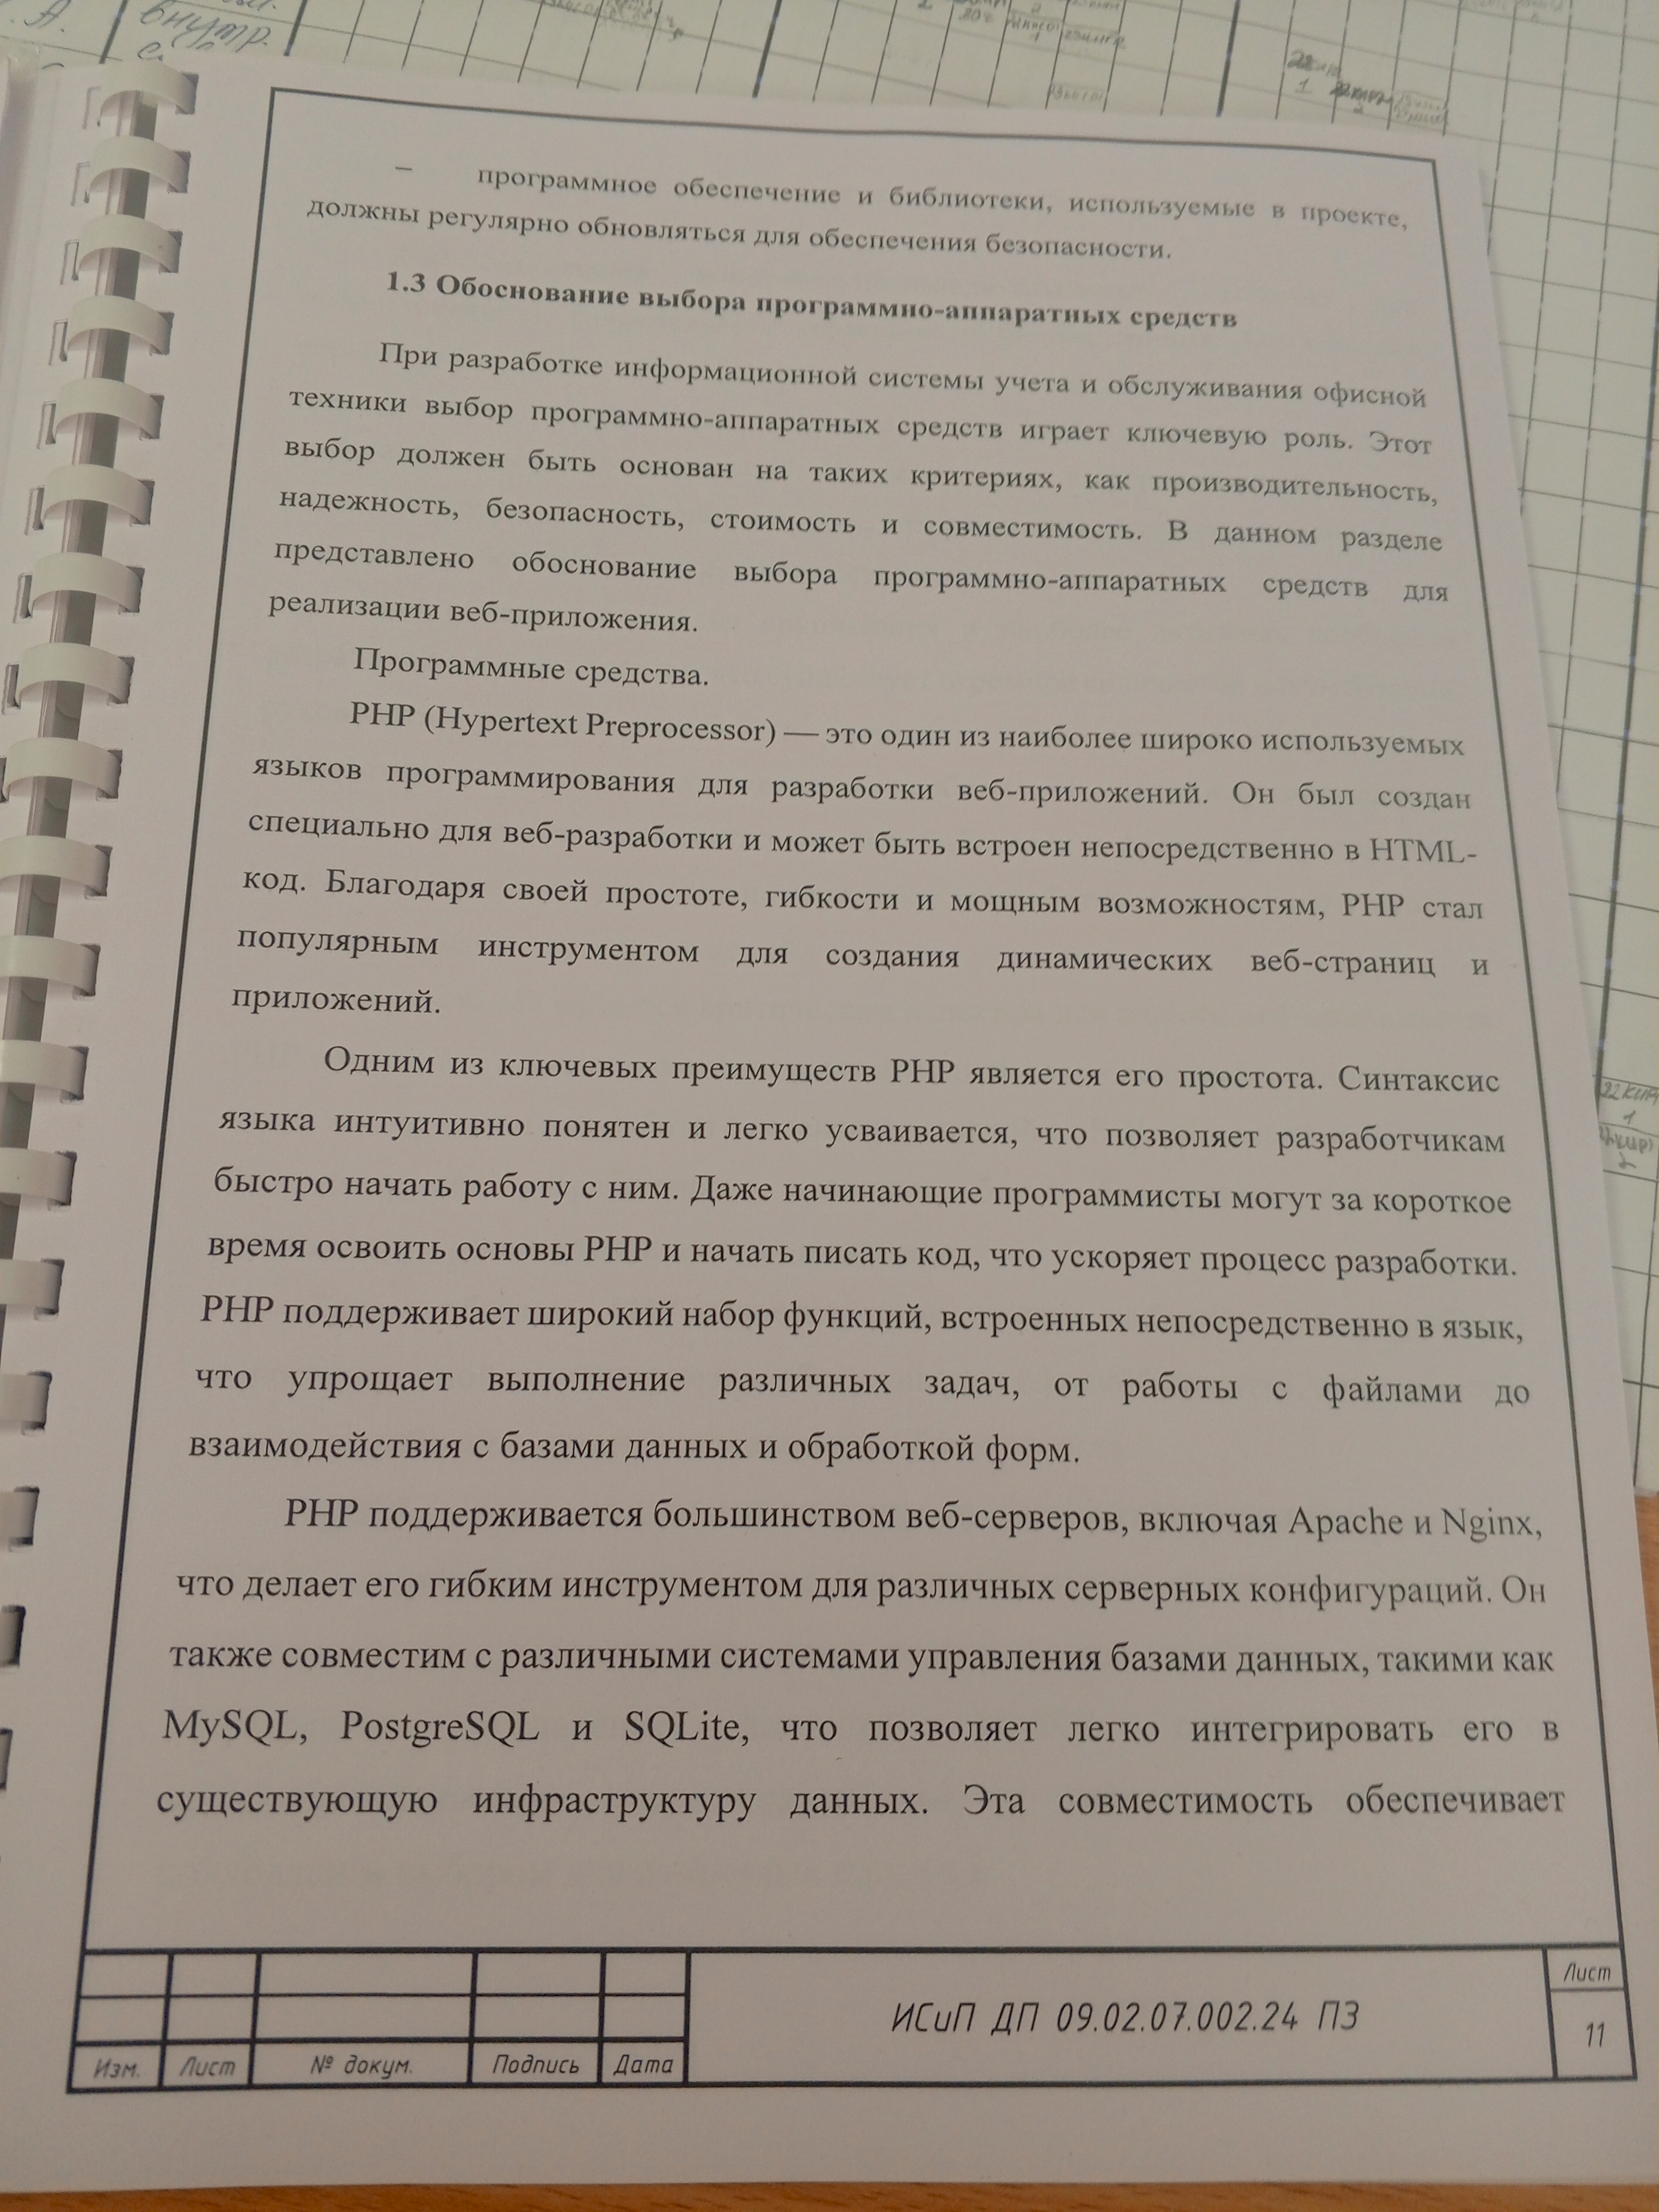 А.
внутр.
– программное обеспечение и библиотеки, используемые в проекте,
должны регулярно обновляться для обеспечения безопасности.
1.3 Обоснование выбора программно-аппаратных средств
При разработке информационной системы учета и обслуживания офисной
техники выбор программно-аппаратных средств играет ключевую роль. Этот
выбор должен быть основан на таких критериях, как производительность,
надежность, безопасность, стоимость и совместимость. В данном разделе
представлено обоснование выбора программно-аппаратных средств для
реализации веб-приложения.
Программные средства.
PHP (Hypertext Preprocessor) — это один из наиболее широко используемых
языков программирования для разработки веб-приложений. Он был создан
специально для веб-разработки и может быть встроен непосредственно в HTML-
код. Благодаря своей простоте, гибкости и мощным возможностям, PHP стал
популярным инструментом для создания динамических веб-страниц и
приложений.
Одним из ключевых преимуществ PHP является его простота. Синтаксис
языка интуитивно понятен и легко усваивается, что позволяет разработчикам
быстро начать работу с ним. Даже начинающие программисты могут за короткое
время освоить основы PHP и начать писать код, что ускоряет процесс разработки.
PHP поддерживает широкий набор функций, встроенных непосредственно в язык,
что упрощает выполнение различных задач, от работы с файлами до
взаимодействия с базами данных и обработкой форм.
PHP поддерживается большинством веб-серверов, включая Apache и Nginx,
что делает его гибким инструментом для различных серверных конфигураций. Он
также совместим с различными системами управления базами данных, такими как
MySQL, PostgreSQL и SQLite, что позволяет легко интегрировать его в
существующую инфраструктуру данных. Эта совместимость обеспечивает
Изм. Лист № докум. Подпись Дата
ИСиП ДП 09.02.07.002.24 ПЗ
Лист
11